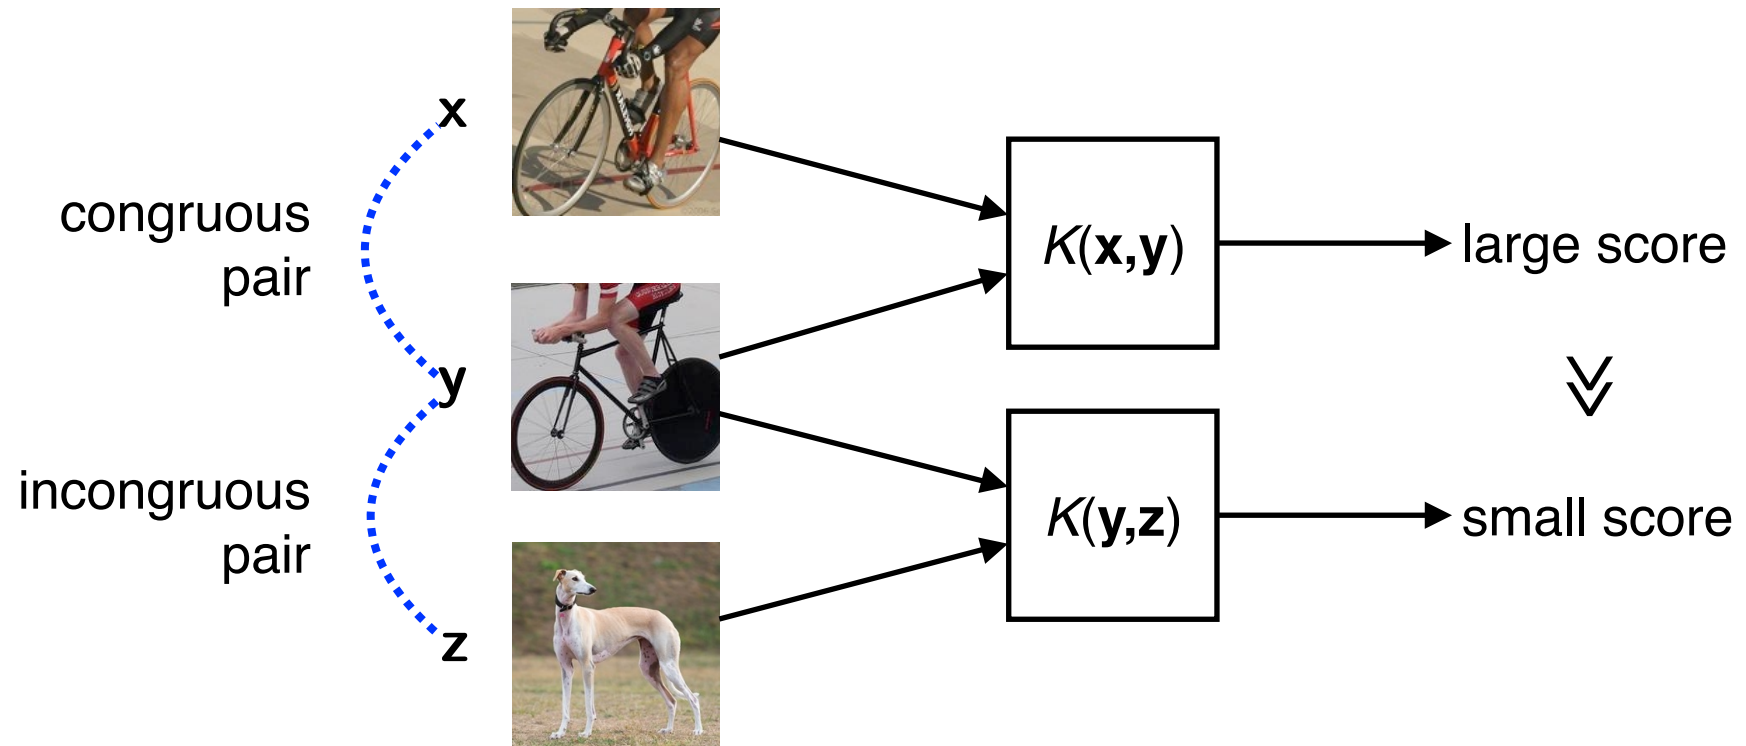 x
congruous
pair
K(x,y)
large score
y
≫
incongruous
pair
K(y,z)
small score
z